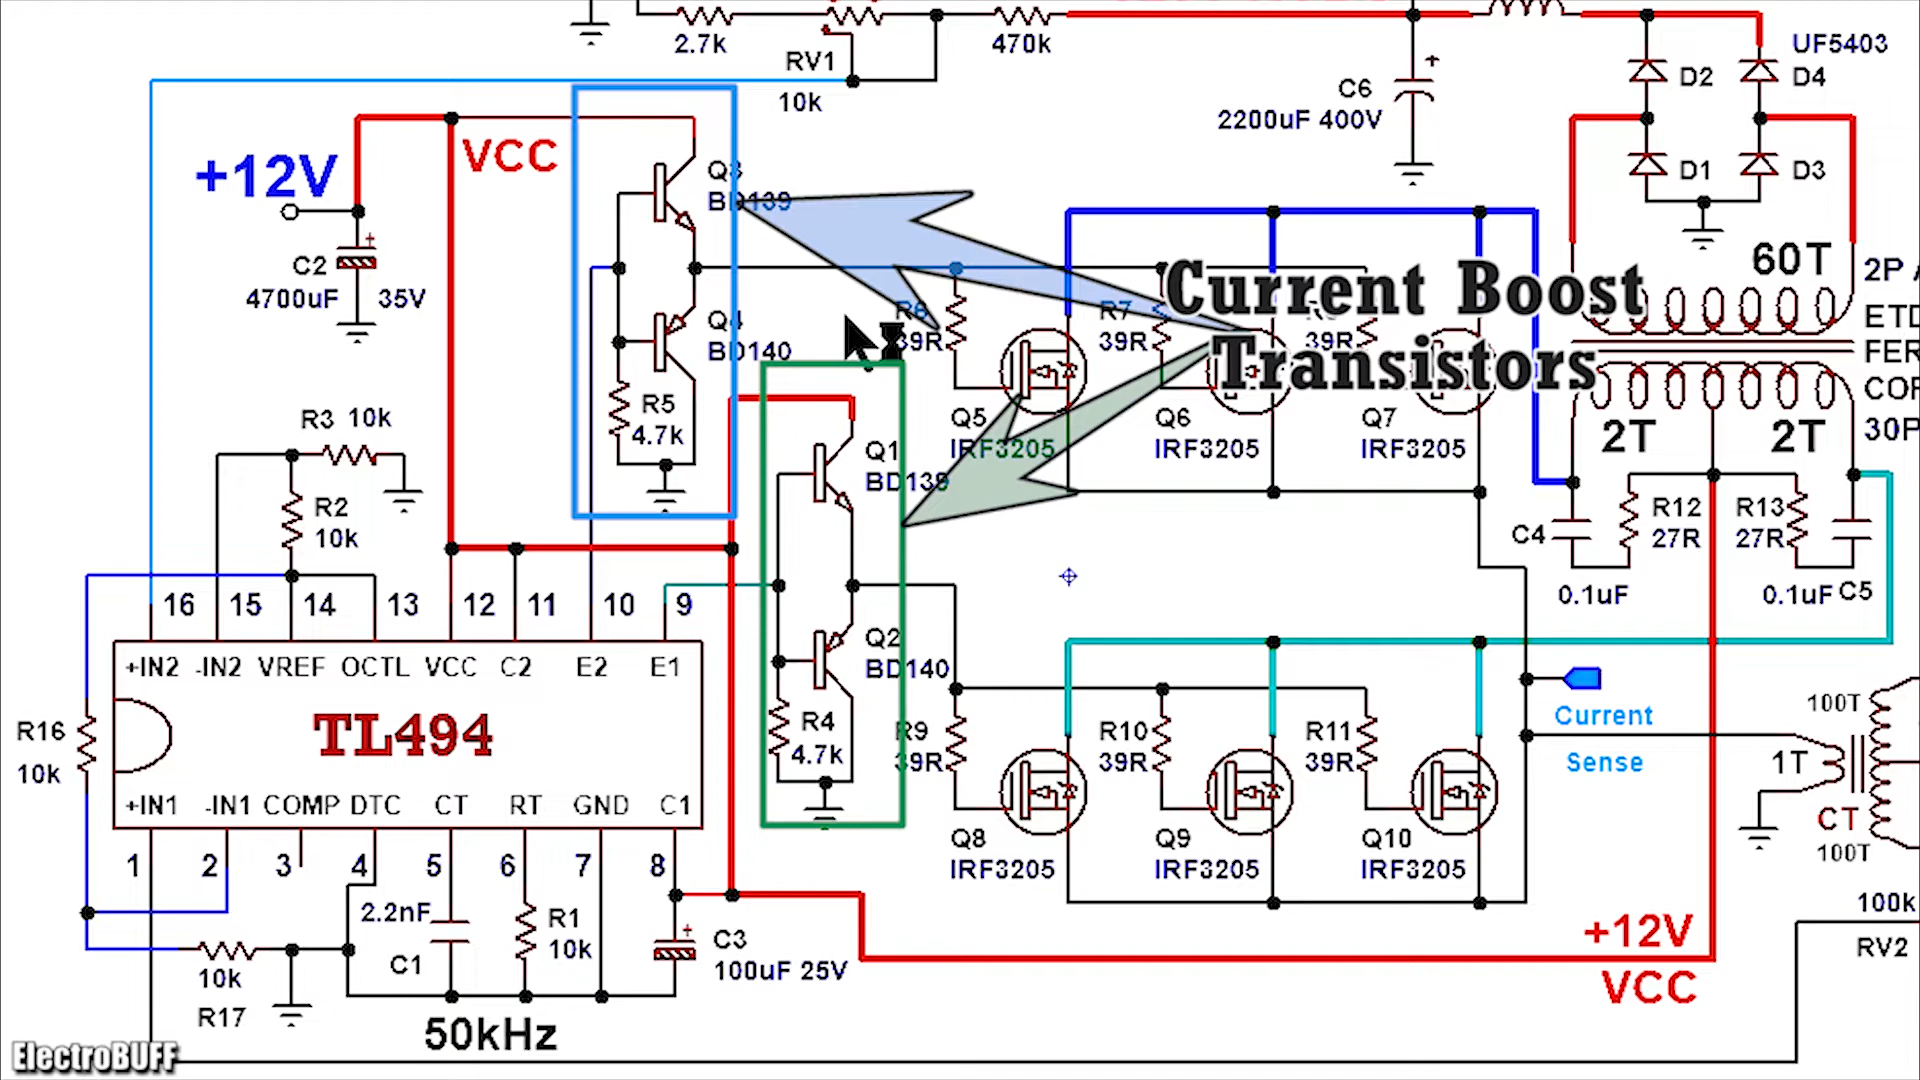 2.7k
RV1
10k
470k
C6
2200uF 400V
UF5403
D2
D4
D1
D3
+12V
VCC
C2
4700uF 35V
Q3
BD139
Q4
BD140
R5
4.7k
R6
39R
R7
39R
39R
Current Boost
Transistors
60T
2P
ETD
FER
COR
30P
2T
2T
Q5
IRF3205
Q6
IRF3205
Q7
IRF3205
R3 10k
R2
10k
Q1
BD139
Q2
BD140
R4
4.7k
C4
0.1uF
R12
27R
R13
27R
0.1uF C5
16 15 14 13 12 11 10 9
+IN2 -IN2 VREF OCTL VCC C2 E2 E1
TL494
+IN1 -IN1 COMP DTC CT RT GND C1
1 2 3 4 5 6 7 8
R16
10k
R9
39R
R10
39R
R11
39R
Q8
IRF3205
Q9
IRF3205
Q10
IRF3205
Current
Sense
100T
1T
CT
100T
100k
RV2
2.2nF
C1
R1
10k
C3
100uF 25V
10k
R17
+12V
VCC
50kHz
ElectroBUFF